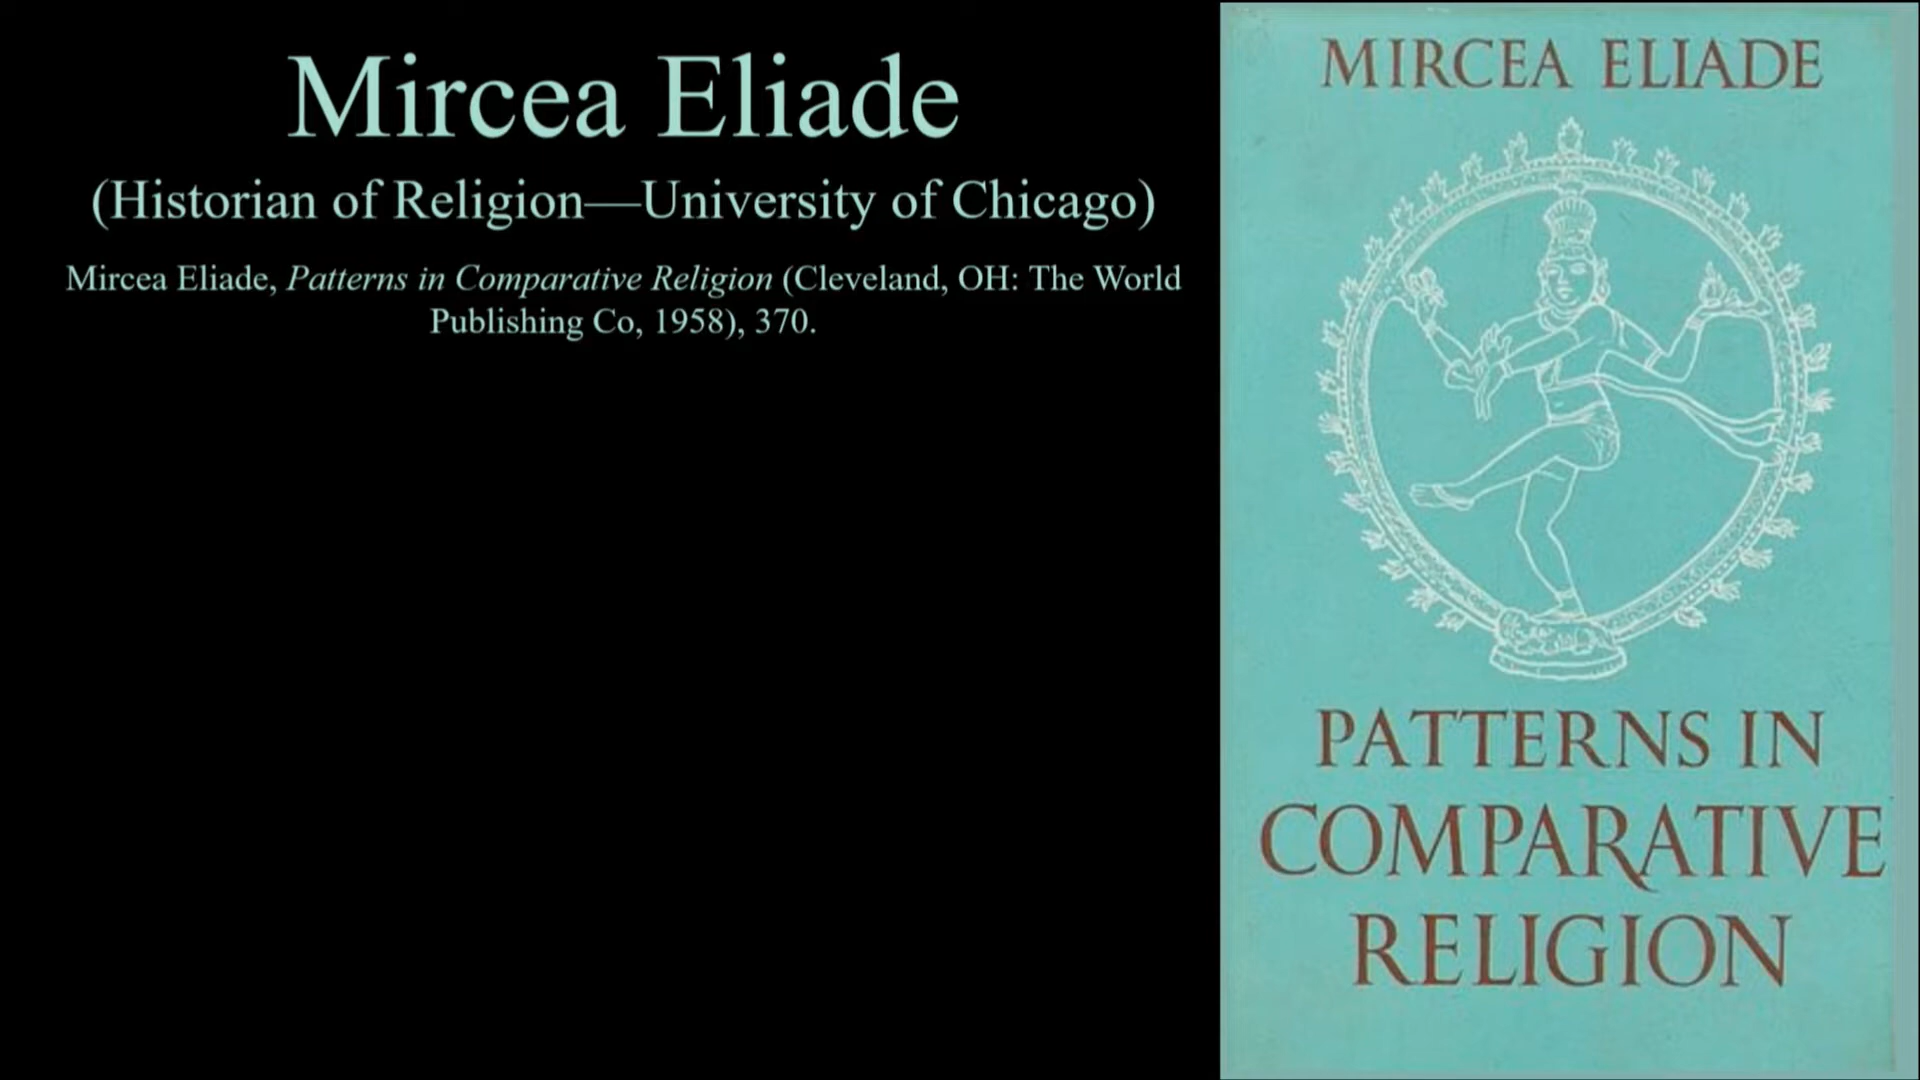 Mircea Eliade
(Historian of Religion—University of Chicago)
Mircea Eliade, Patterns in Comparative Religion (Cleveland, OH: The World
Publishing Co, 1958), 370.
MIRCEA ELIADE
PATTERNS IN
COMPARATIVE
RELIGION